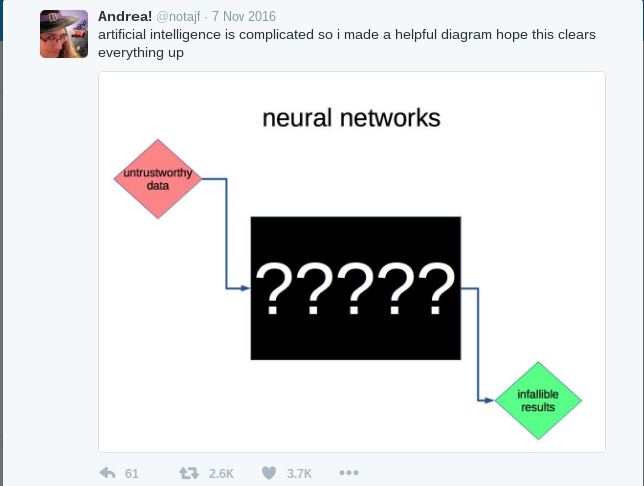 Andrea! @notajf · 7 Nov 2016
artificial intelligence is complicated so i made a helpful diagram hope this clears
everything up
neural networks
untrustworthy
data
?????
infallible
results
61 2.6K 3.7K